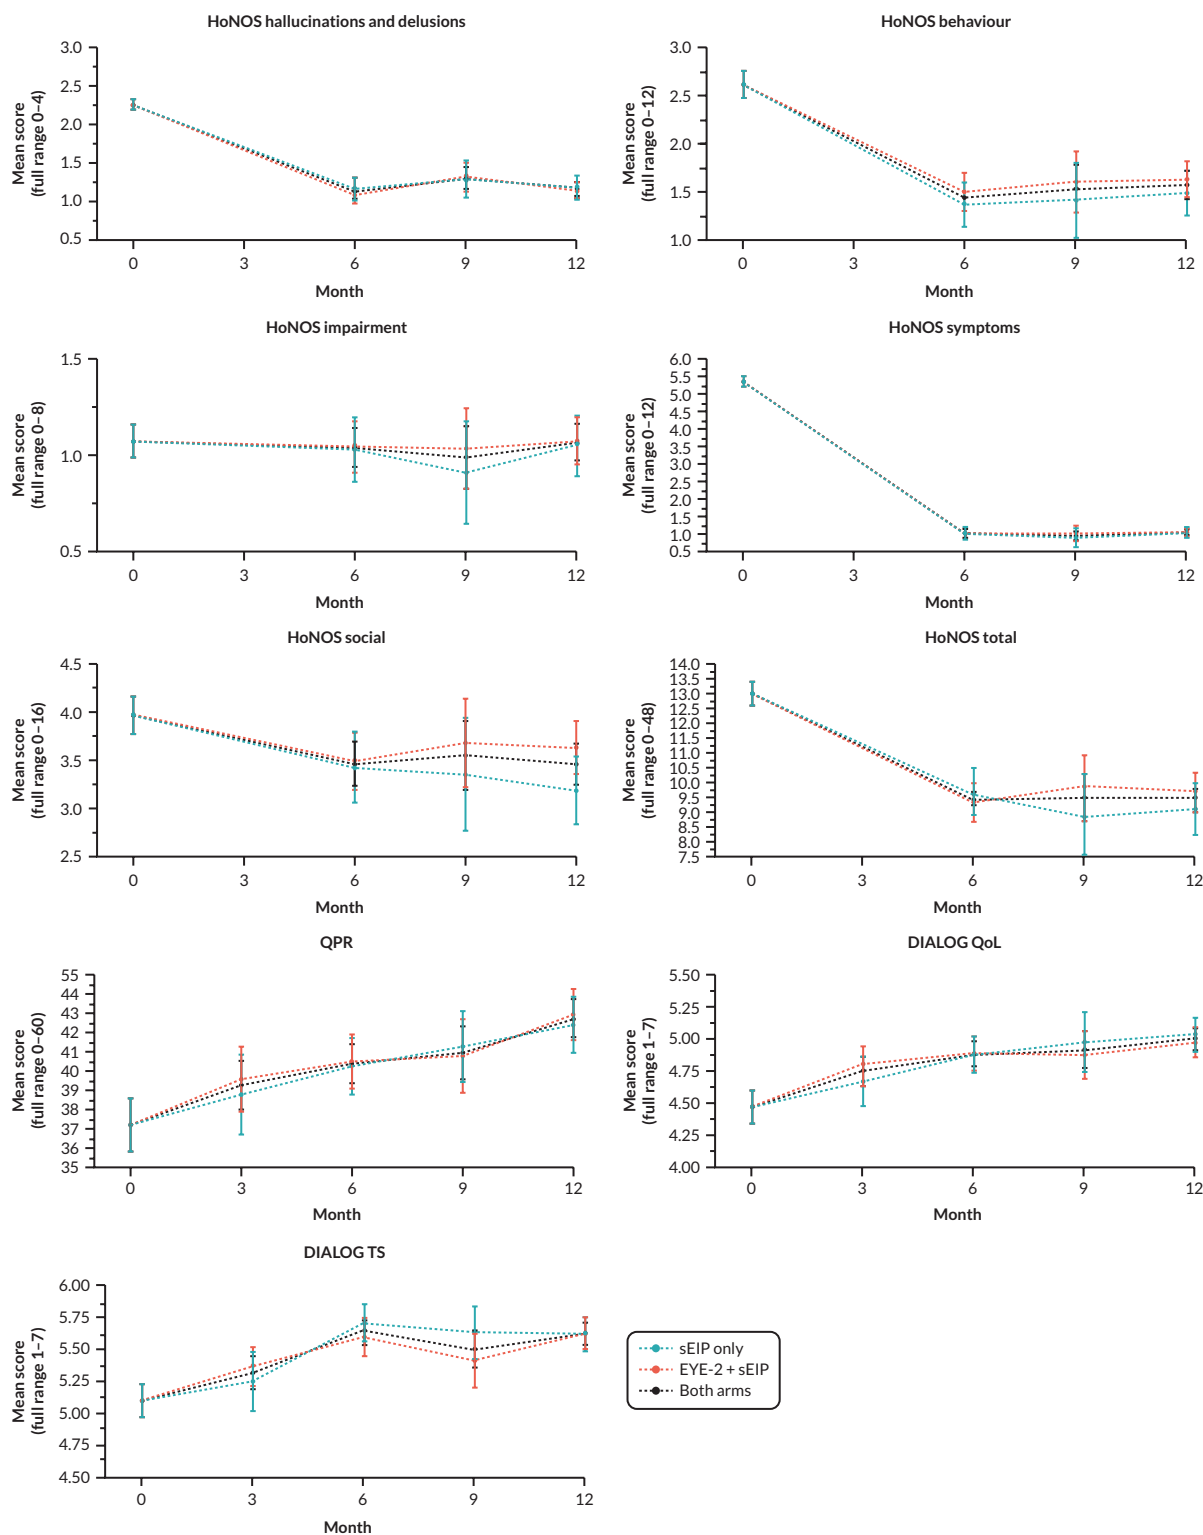 HoNOS hallucinations and delusions
Mean score
(full range 0–4)
3.0
2.5
2.0
1.5
1.0
0.5
0 3 6 9 12
Month
HoNOS behaviour
Mean score
(full range 0–12)
3.0
2.5
2.0
1.5
1.0
0 3 6 9 12
Month
HoNOS impairment
Mean score
(full range 0–8)
1.5
1.0
0.5
0 3 6 9 12
Month
HoNOS symptoms
Mean score
(full range 0–12)
6.0
5.5
5.0
4.5
4.0
3.5
3.0
2.5
2.0
1.5
1.0
0.5
0 3 6 9 12
Month
HoNOS social
Mean score
(full range 0–16)
4.5
4.0
3.5
3.0
2.5
0 3 6 9 12
Month
HoNOS total
Mean score
(full range 0–48)
14.0
13.5
13.0
12.5
12.0
11.5
11.0
10.5
10.0
9.5
9.0
8.5
8.0
7.5
0 3 6 9 12
Month
QPR
Mean score
(full range 0–60)
55
44
43
42
41
40
39
38
37
36
35
0 3 6 9 12
Month
DIALOG QoL
Mean score
(full range 1–7)
5.50
5.25
5.00
4.75
4.50
4.25
4.00
0 3 6 9 12
Month
DIALOG TS
Mean score
(full range 1–7)
6.00
5.75
5.50
5.25
5.00
4.75
4.50
0 3 6 9 12
Month
sEIP only
EYE-2 + sEIP
Both arms